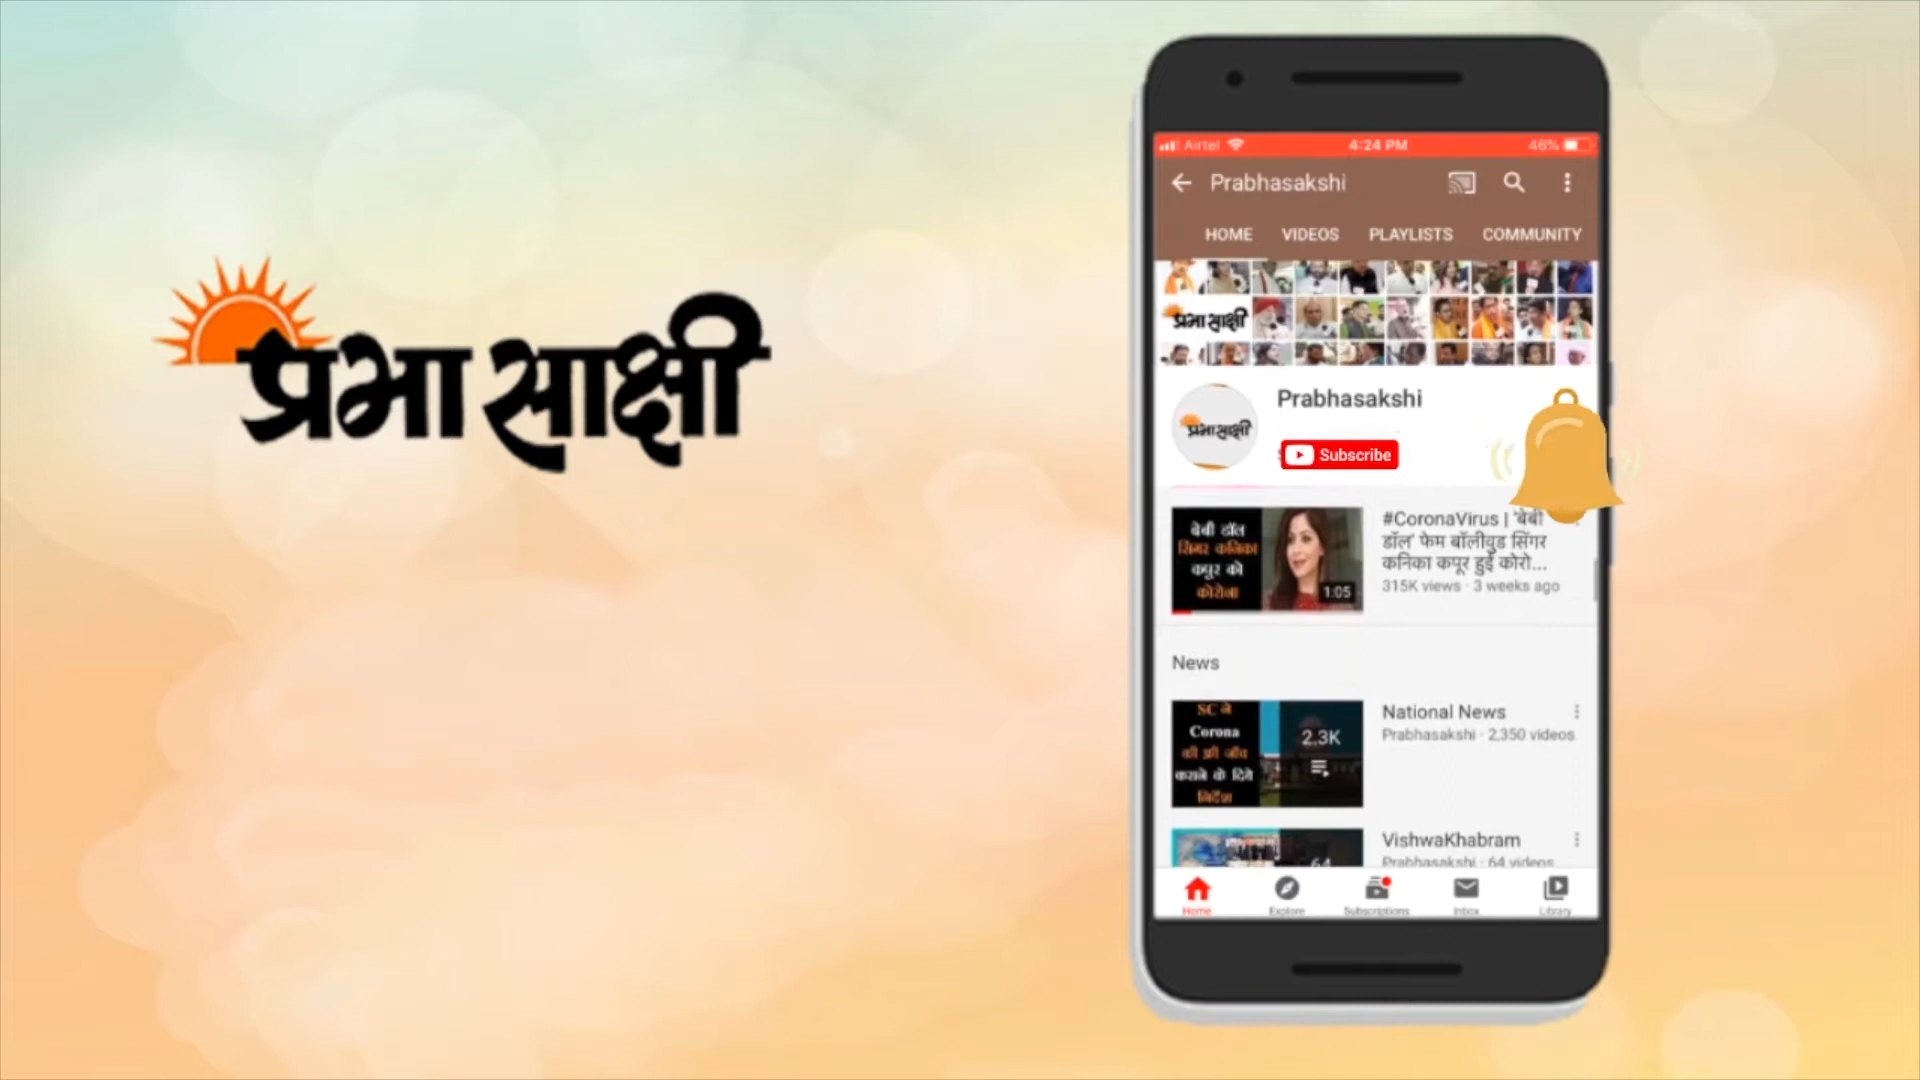 प्रभासाक्षी
Airtel 4:24 PM 46%
Prabhasakshi
HOME VIDEOS PLAYLISTS COMMUNITY
प्रभासाक्षी
Prabhasakshi
प्रभासाक्षी
Subscribe
बेबी डॉल
सिंगर कनिका
कपूर को
कोरोना
1:05
#CoronaVirus | 'बेबी
डॉल' फेम बॉलीवुड सिंगर
कनिका कपूर हुईं कोरो...
315K views · 3 weeks ago
News
SC ने
Corona
की फ्री जाँच
कराने के दिये
निर्देश
2.3K
National News
Prabhasakshi · 2,350 videos
64
VishwaKhabram
Prabhasakshi · 64 videos
Home Explore Subscriptions Inbox Library